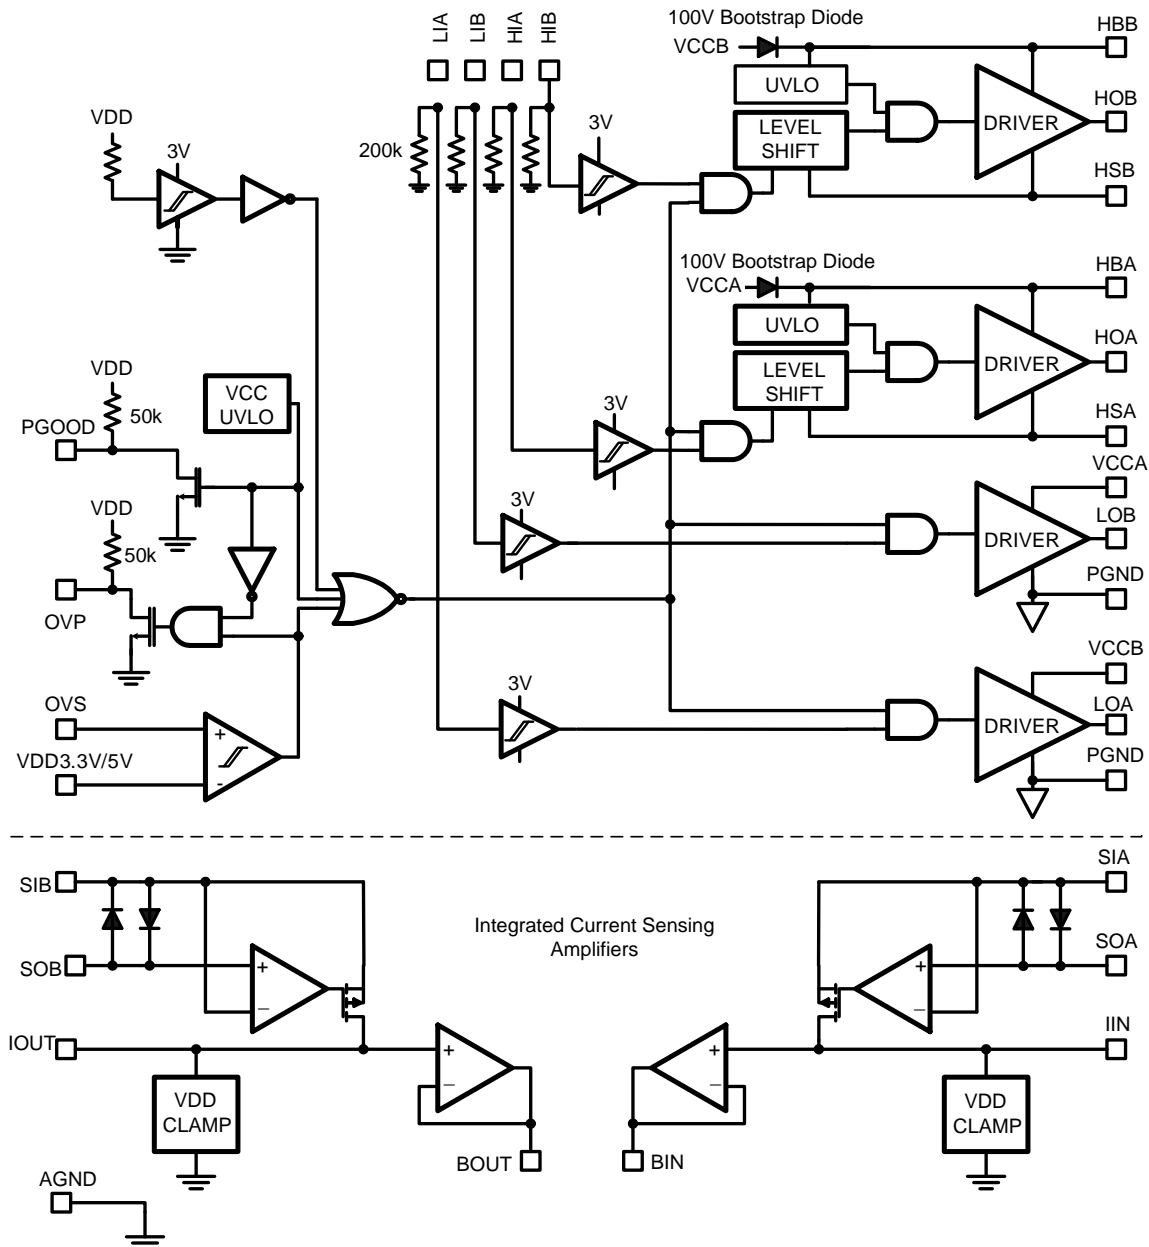 LIA
LIB
HIA
HIB
100V Bootstrap Diode
VCCB
HBB
UVLO
HOB
LEVEL
SHIFT
DRIVER
HSB
VDD
3V
200k
3V
100V Bootstrap Diode
VCCA
HBA
UVLO
HOA
LEVEL
SHIFT
DRIVER
HSA
VDD
50k
PGOOD
VCC
UVLO
3V
VCCA
LOB
DRIVER
PGND
3V
VDD
50k
OVP
VCCB
LOA
DRIVER
PGND
3V
OVS
+
-
VDD3.3V/5V
SIB
SIA
Integrated Current Sensing
Amplifiers
SOB
+
−
SOA
+
−
IOUT
+
−
IIN
+
−
VDD
CLAMP
VDD
CLAMP
BOUT
BIN
AGND